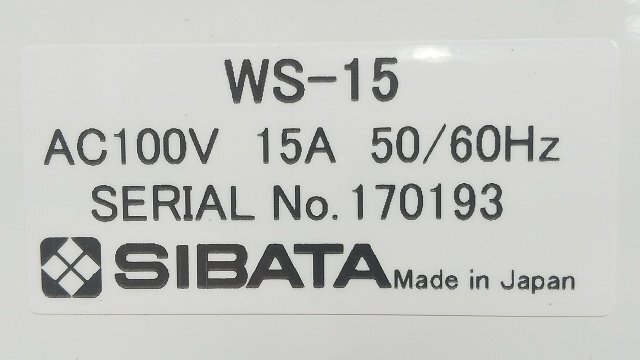 WS-15
AC100V 15A 50/60Hz
SERIAL No. 170193
SIBATA Made in Japan